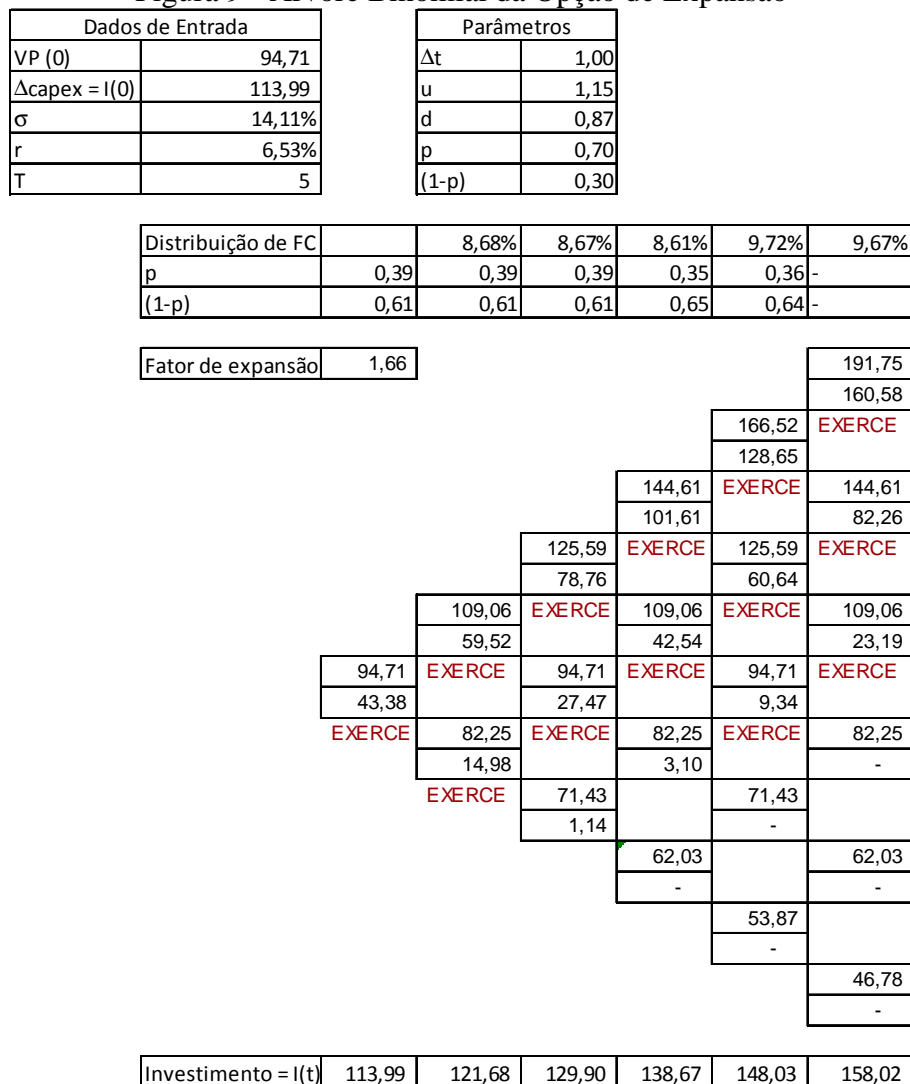 Figura 9 - Árvore Binomial da Opção de Expansão
Dados de Entrada
VP (0) 94,71
Δcapex = I(0) 113,99
σ 14,11%
r 6,53%
T 5
Parâmetros
Δt 1,00
u 1,15
d 0,87
p 0,70
(1-p) 0,30
Distribuição de FC 8,68% 8,67% 8,61% 9,72% 9,67%
p 0,39 0,39 0,39 0,35 0,36 -
(1-p) 0,61 0,61 0,61 0,65 0,64 -
Fator de expansão 1,66 191,75
160,58
166,52 EXERCE
128,65
144,61 EXERCE 144,61
101,61 82,26
125,59 EXERCE 125,59 EXERCE
78,76 60,64
109,06 EXERCE 109,06 EXERCE 109,06
59,52 42,54 23,19
94,71 EXERCE 94,71 EXERCE 94,71 EXERCE
43,38 27,47 9,34
EXERCE 82,25 EXERCE 82,25 EXERCE 82,25
14,98 3,10 -
EXERCE 71,43 71,43
1,14 -
62,03 62,03
- -
53,87
-
46,78
-
Investimento = I(t) 113,99 121,68 129,90 138,67 148,03 158,02